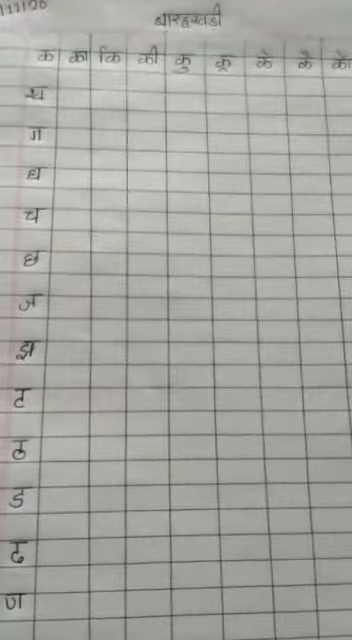 बारहखडी
क का कि की कु कू के कै को
ख
ग
घ
च
छ
ज
झ
ट
ठ
ड
ढ
ण